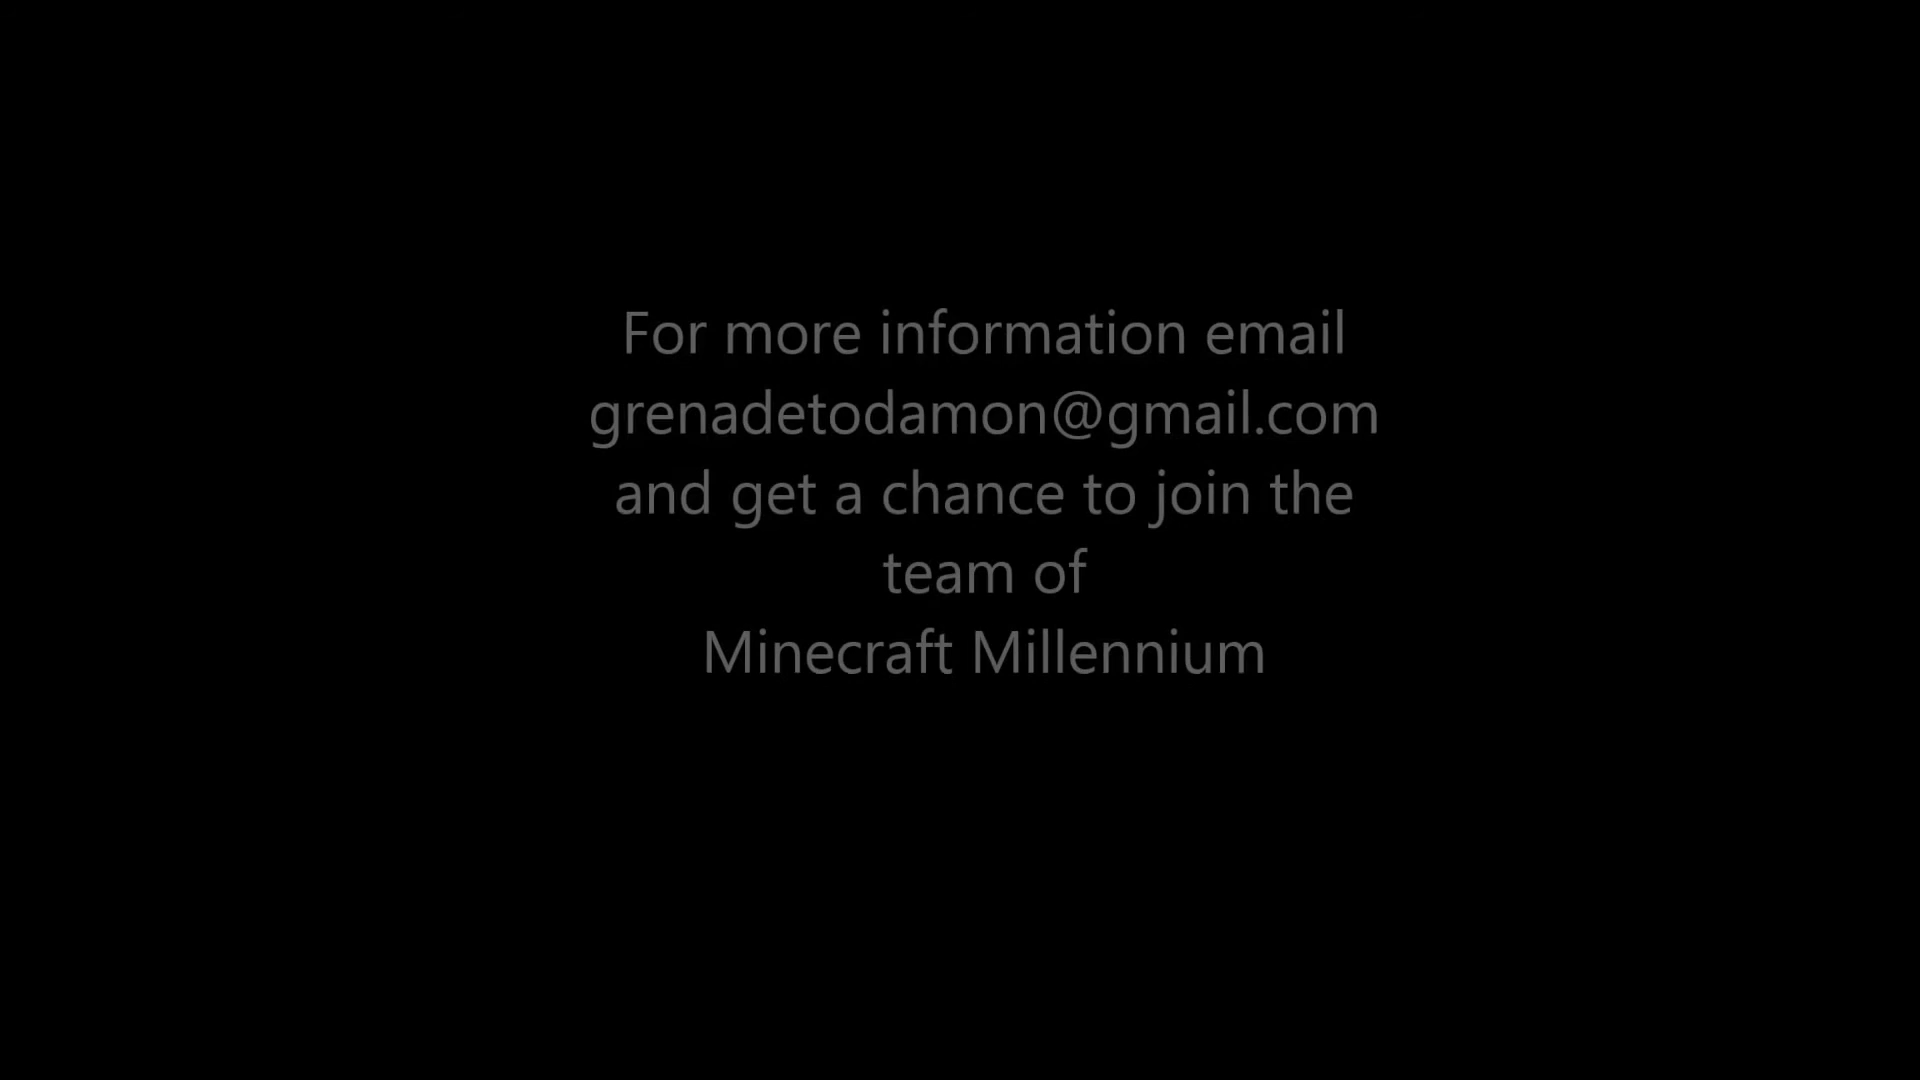 For more information email
grenadetodamon@gmail.com
and get a chance to join the
team of
Minecraft Millennium